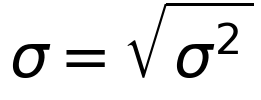 σ = √σ²